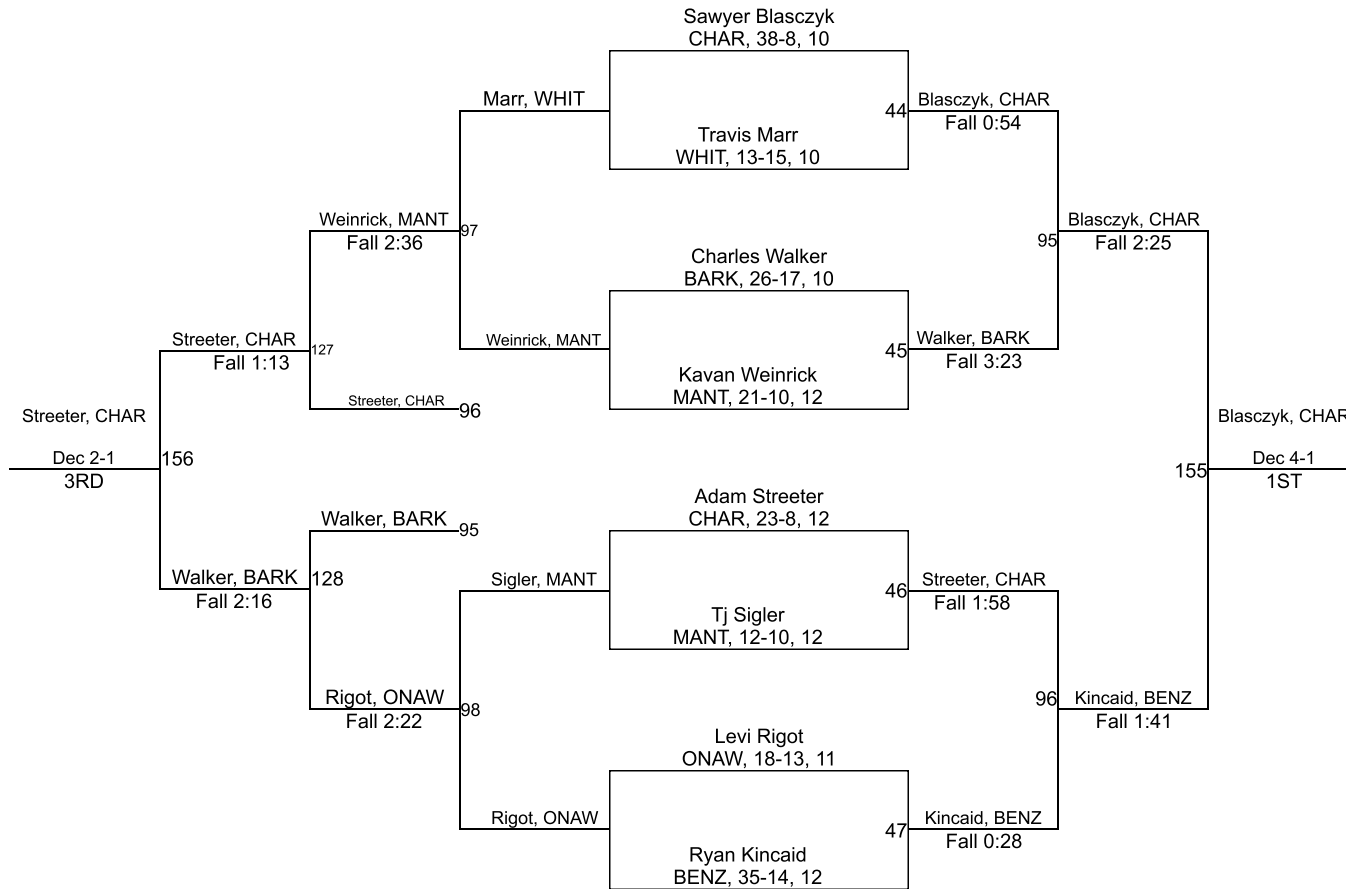 Sawyer Blasczyk
CHAR, 38-8, 10
Marr, WHIT
44
Blasczyk, CHAR
Fall 0:54
Travis Marr
WHIT, 13-15, 10
Weinrick, MANT
Fall 2:36
97
Blasczyk, CHAR
Fall 2:25
95
Charles Walker
BARK, 26-17, 10
Streeter, CHAR
Fall 1:13
127
Weinrick, MANT
45
Walker, BARK
Fall 3:23
Kavan Weinrick
MANT, 21-10, 12
Streeter, CHAR
96
Streeter, CHAR
Dec 2-1
3RD
156
Blasczyk, CHAR
Dec 4-1
1ST
155
Adam Streeter
CHAR, 23-8, 12
Walker, BARK
95
Walker, BARK
Fall 2:16
128
Sigler, MANT
46
Streeter, CHAR
Fall 1:58
Tj Sigler
MANT, 12-10, 12
Rigot, ONAW
Fall 2:22
98
96
Kincaid, BENZ
Fall 1:41
Levi Rigot
ONAW, 18-13, 11
Rigot, ONAW
47
Kincaid, BENZ
Fall 0:28
Ryan Kincaid
BENZ, 35-14, 12